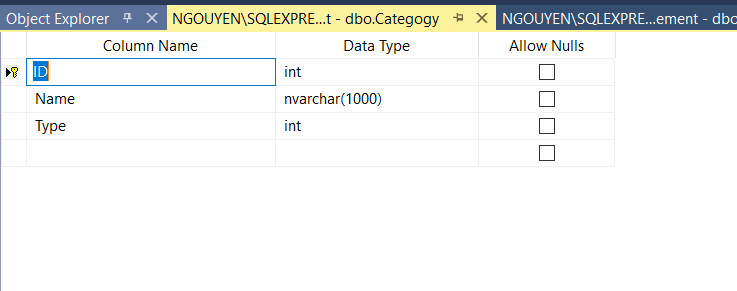 Object Explorer NGOUYEN\SQLEXPRE...t - dbo.Categogy NGOUYEN\SQLEXPRE...ement - dbo
Column Name Data Type Allow Nulls
ID int
Name nvarchar(1000)
Type int